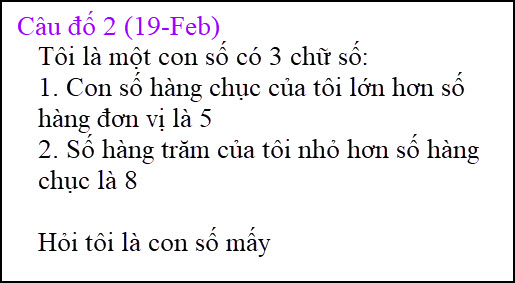 Câu đố 2 (19-Feb)
Tôi là một con số có 3 chữ số:
1. Con số hàng chục của tôi lớn hơn số
hàng đơn vị là 5
2. Số hàng trăm của tôi nhỏ hơn số hàng
chục là 8
Hỏi tôi là con số mấy